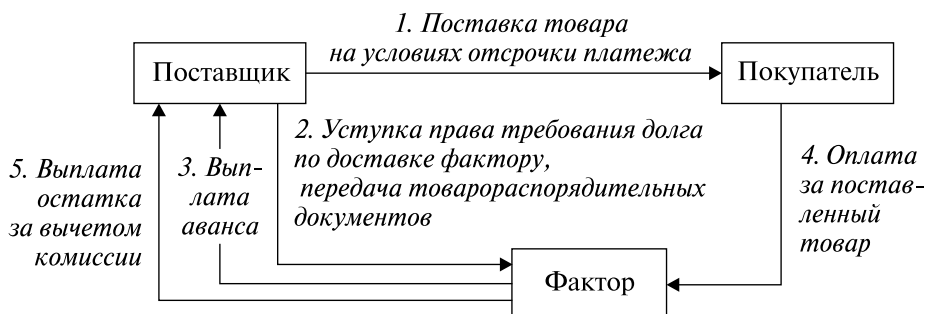 1. Поставка товара
на условиях отсрочки платежа
Поставщик
Покупатель
2. Уступка права требования долга
по доставке фактору,
передача товарораспорядительных
документов
3. Вып-
лата
аванса
5. Выплата
остатка
за вычетом
комиссии
4. Оплата
за постав-
ленный
товар
Фактор